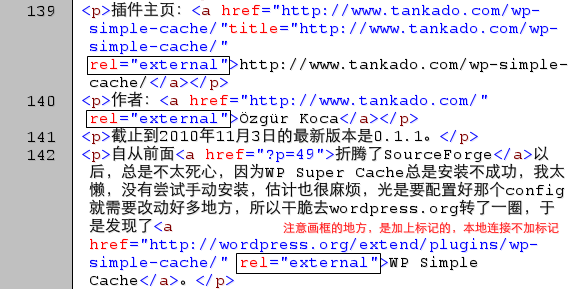 139 <p>插件主页：<a href="http://www.tankado.com/wp-
simple-cache/"title="http://www.tankado.com/wp-
simple-cache/"
rel="external">http://www.tankado.com/wp-simple-
cache/</a></p>
140 <p>作者：<a href="http://www.tankado.com/"
rel="external">Özgür Koca</a></p>
141 <p>截止到2010年11月3日的最新版本是0.1.1。</p>
142 <p>自从前面<a href="?p=49">折腾了SourceForge</a>以
后，总是不太死心，因为WP Super Cache总是安装不成功，我太
懒，没有尝试手动安装，估计也很麻烦，光是要配置好那个config
就需要改动好多地方，所以干脆去wordpress.org转了一圈，于
是发现了<a 注意画框的地方，是加上标记的，本地连接不加标记
href="http://wordpress.org/extend/plugins/wp-
simple-cache/" rel="external">WP Simple
Cache</a>。</p>